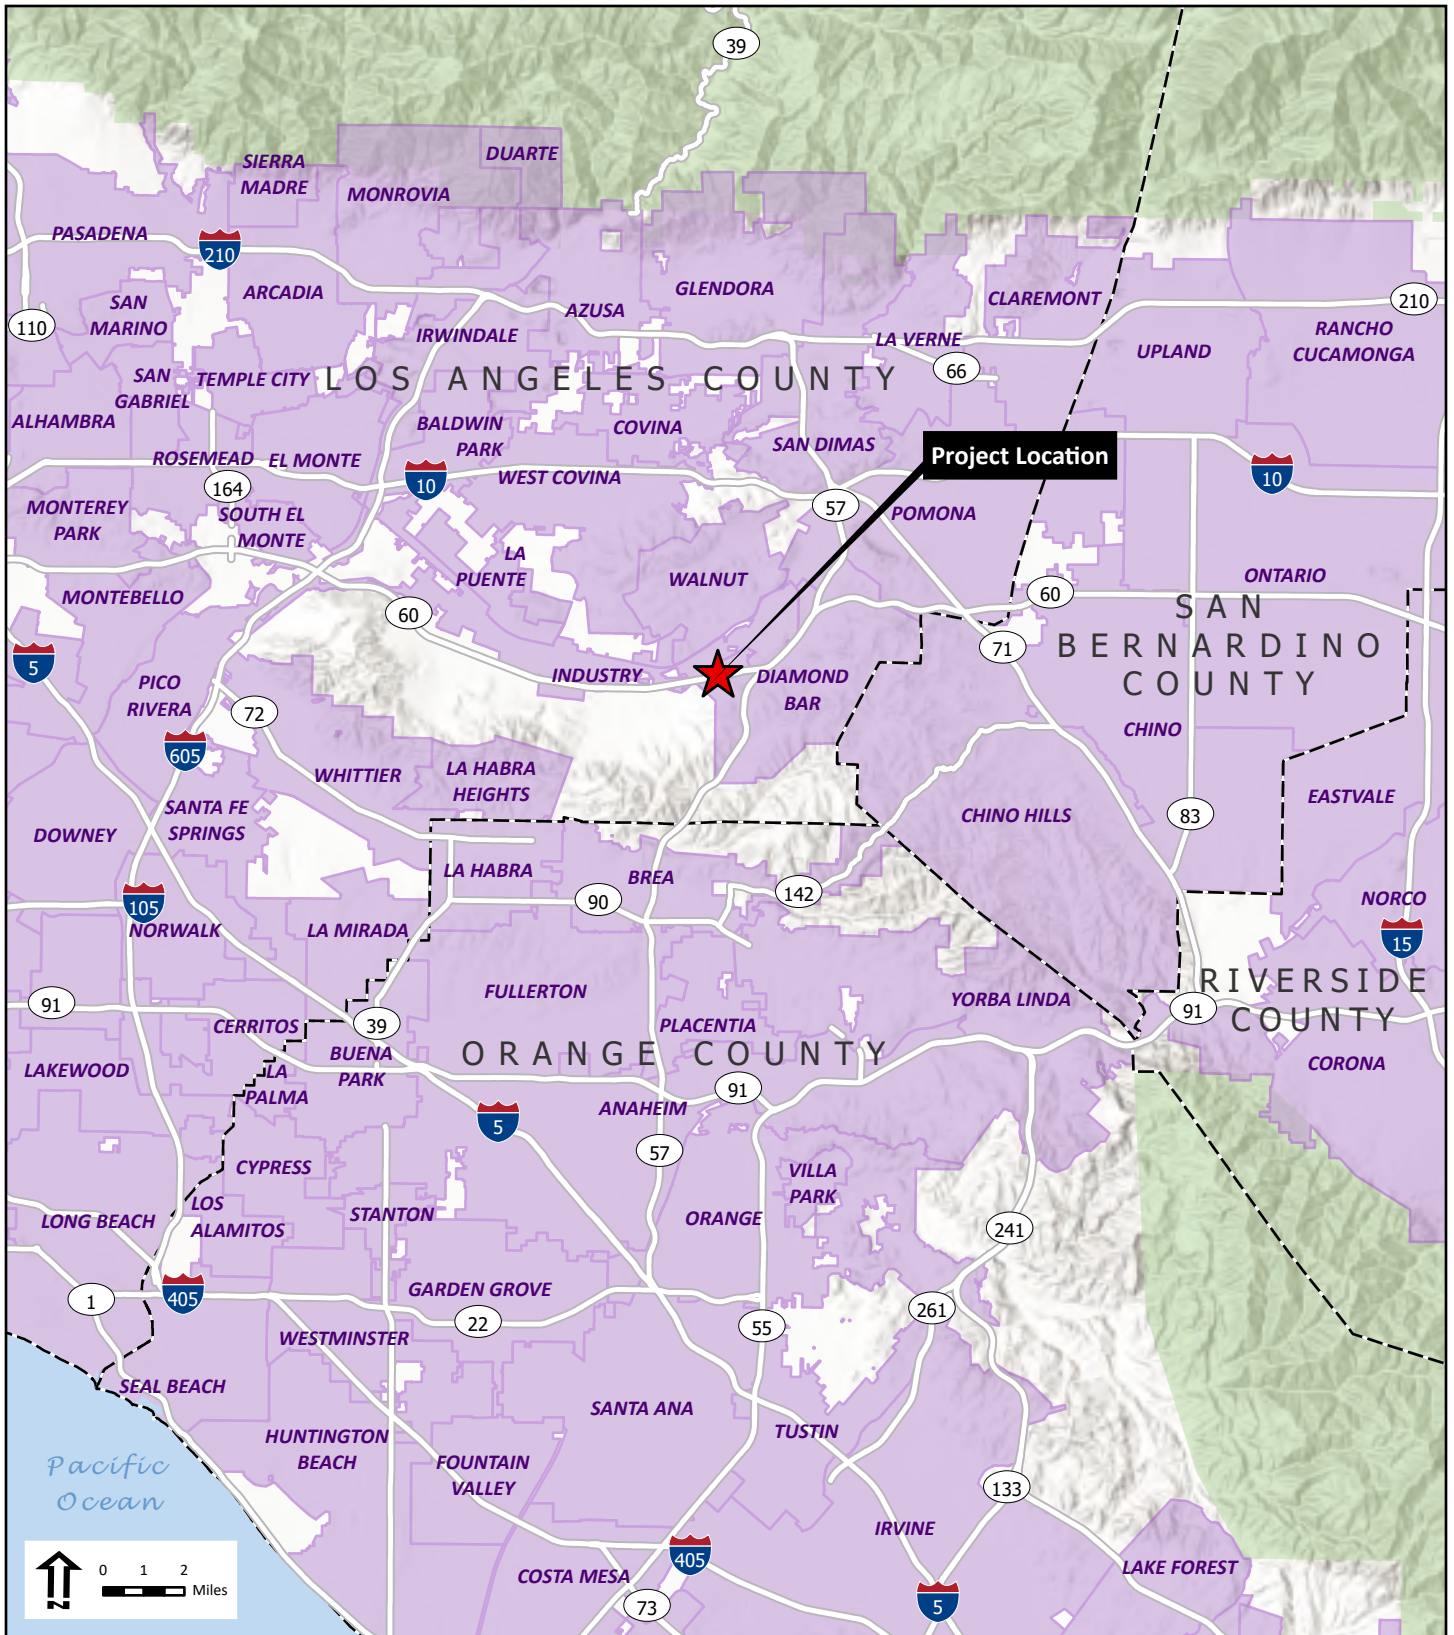 39
DUARTE
SIERRA
MADRE
MONROVIA
PASADENA
210
GLENDORA
ARCADIA
CLAREMONT
SAN
MARINO
210
AZUSA
110
IRWINDALE
LA VERNE
RANCHO
CUCAMONGA
UPLAND
66
SAN
GABRIEL
TEMPLE CITY
LOS ANGELES COUNTY
ALHAMBRA
BALDWIN
PARK
COVINA
SAN DIMAS
Project Location
ROSEMEAD
EL MONTE
10
WEST COVINA
10
164
57
MONTEREY
PARK
SOUTH EL
MONTE
POMONA
LA
PUENTE
WALNUT
ONTARIO
MONTEBELLO
60
60
SAN
BERNARDINO
COUNTY
5
71
INDUSTRY
DIAMOND
BAR
PICO
RIVERA
72
CHINO
605
WHITTIER
LA HABRA
HEIGHTS
EASTVALE
SANTA FE
SPRINGS
DOWNEY
CHINO HILLS
83
LA HABRA
BREA
142
90
105
NORCO
NORWALK
LA MIRADA
15
FULLERTON
YORBA LINDA
RIVERSIDE
COUNTY
91
91
39
CERRITOS
PLACENTIA
BUENA
PARK
ORANGE COUNTY
LAKEWOOD
LA
PALMA
CORONA
91
ANAHEIM
5
57
CYPRESS
VILLA
PARK
LOS
ALAMITOS
LONG BEACH
STANTON
ORANGE
241
405
1
GARDEN GROVE
261
22
55
WESTMINSTER
SEAL BEACH
SANTA ANA
TUSTIN
HUNTINGTON
BEACH
FOUNTAIN
VALLEY
Pacific
Ocean
133
IRVINE
405
COSTA MESA
LAKE FOREST
73
5
N
0 1 2
Miles